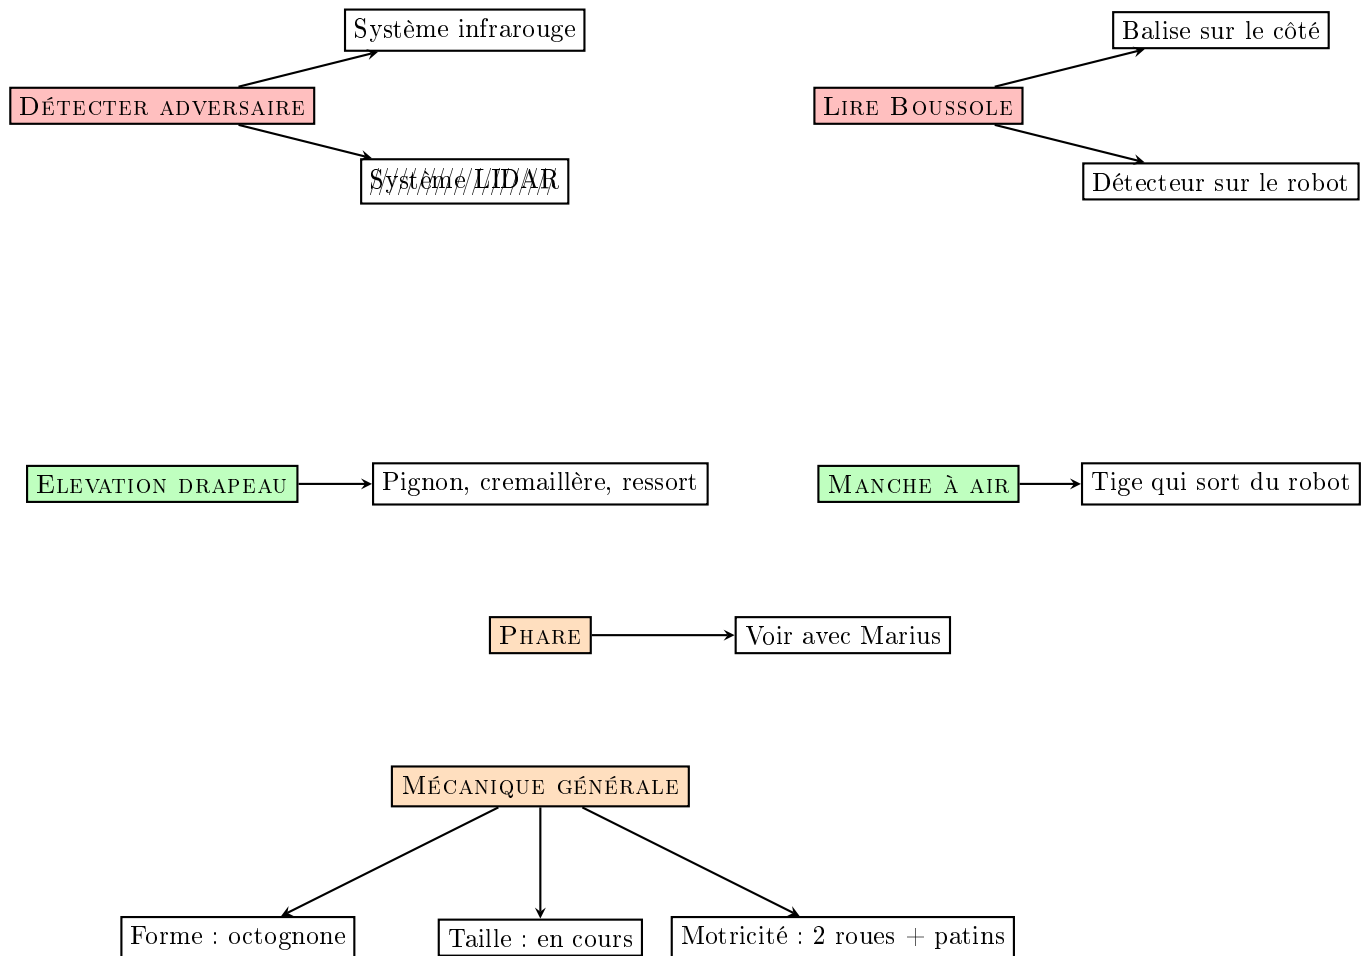 Système infrarouge
Balise sur le côté
DÉTECTER ADVERSAIRE
LIRE BOUSSOLE
Système LIDAR
Détecteur sur le robot
ELEVATION DRAPEAU
Pignon, cremaillère, ressort
MANCHE À AIR
Tige qui sort du robot
PHARE
Voir avec Marius
MÉCANIQUE GÉNÉRALE
Forme : octognone
Taille : en cours
Motricité : 2 roues + patins